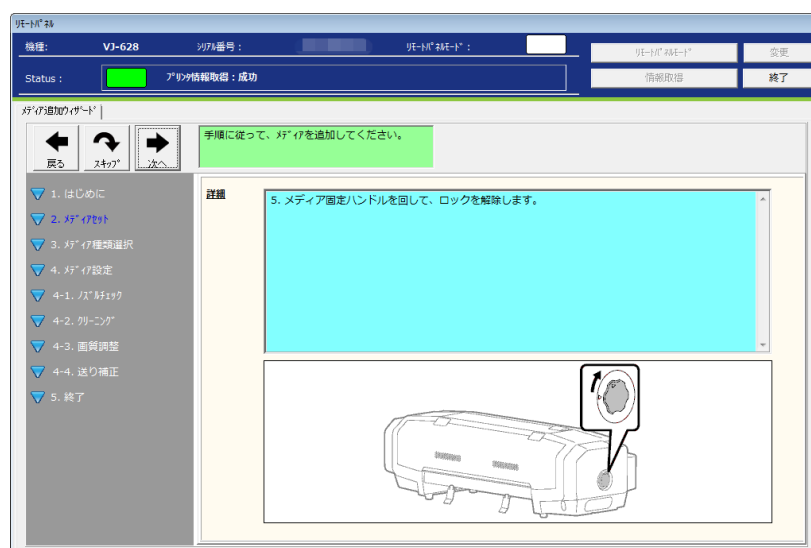 ﾘﾓｰﾄﾊﾟﾈﾙ
機種: VJ-628 ｼﾘｱﾙ番号： ﾘﾓｰﾄﾊﾟﾈﾙﾓｰﾄﾞ： ﾘﾓｰﾄﾊﾟﾈﾙﾓｰﾄﾞ 変更
Status： ﾌﾟﾘﾝﾀ情報取得：成功 情報取得 終了
ﾒﾃﾞｨｱ追加ｳｨｻﾞｰﾄﾞ
戻る ｽｷｯﾌﾟ 次へ
手順に従って、ﾒﾃﾞｨｱを追加してください。
1. はじめに
2. ﾒﾃﾞｨｱｾｯﾄ
3. ﾒﾃﾞｨｱ種類選択
4. ﾒﾃﾞｨｱ設定
4-1. ﾉｽﾞﾙﾁｪｯｸ
4-2. ｸﾘｰﾆﾝｸﾞ
4-3. 画質調整
4-4. 送り補正
5. 終了
詳細
5. メディア固定ハンドルを回して、ロックを解除します。